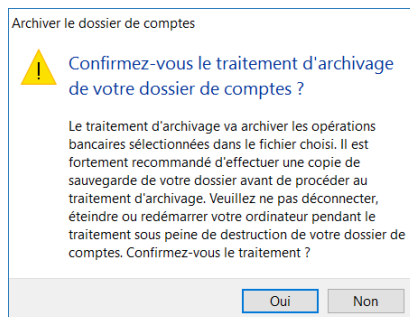 Archiver le dossier de comptes
Confirmez-vous le traitement d'archivage
de votre dossier de comptes ?
Le traitement d'archivage va archiver les opérations
bancaires sélectionnées dans le fichier choisi. Il est
fortement recommandé d'effectuer une copie de
sauvegarde de votre dossier avant de procéder au
traitement d'archivage. Veuillez ne pas déconnecter,
éteindre ou redémarrer votre ordinateur pendant le
traitement sous peine de destruction de votre dossier de
comptes. Confirmez-vous le traitement ?
Oui
Non